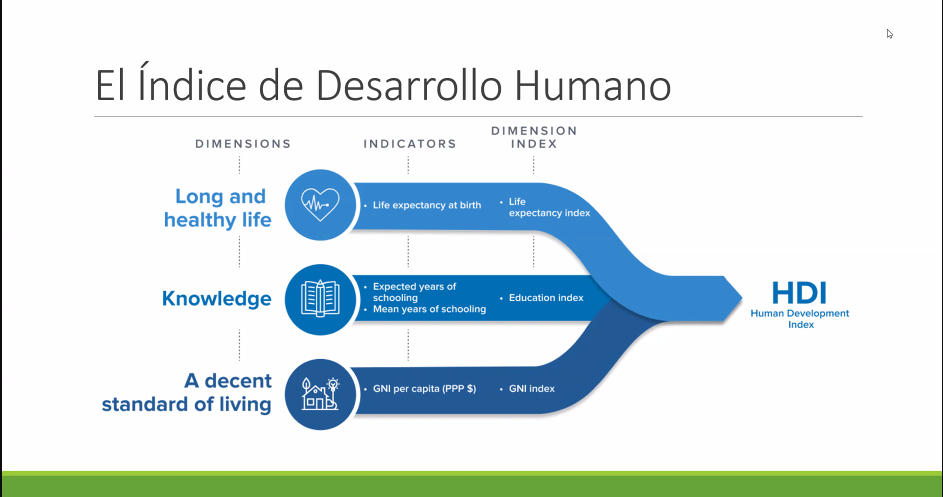 El Índice de Desarrollo Humano
DIMENSIONS
INDICATORS
DIMENSION
INDEX
Long and
healthy life
• Life expectancy at birth
• Life
expectancy index
Knowledge
• Expected years of
schooling
• Mean years of schooling
• Education index
HDI
Human Development
Index
A decent
standard of living
• GNI per capita (PPP $)
• GNI index